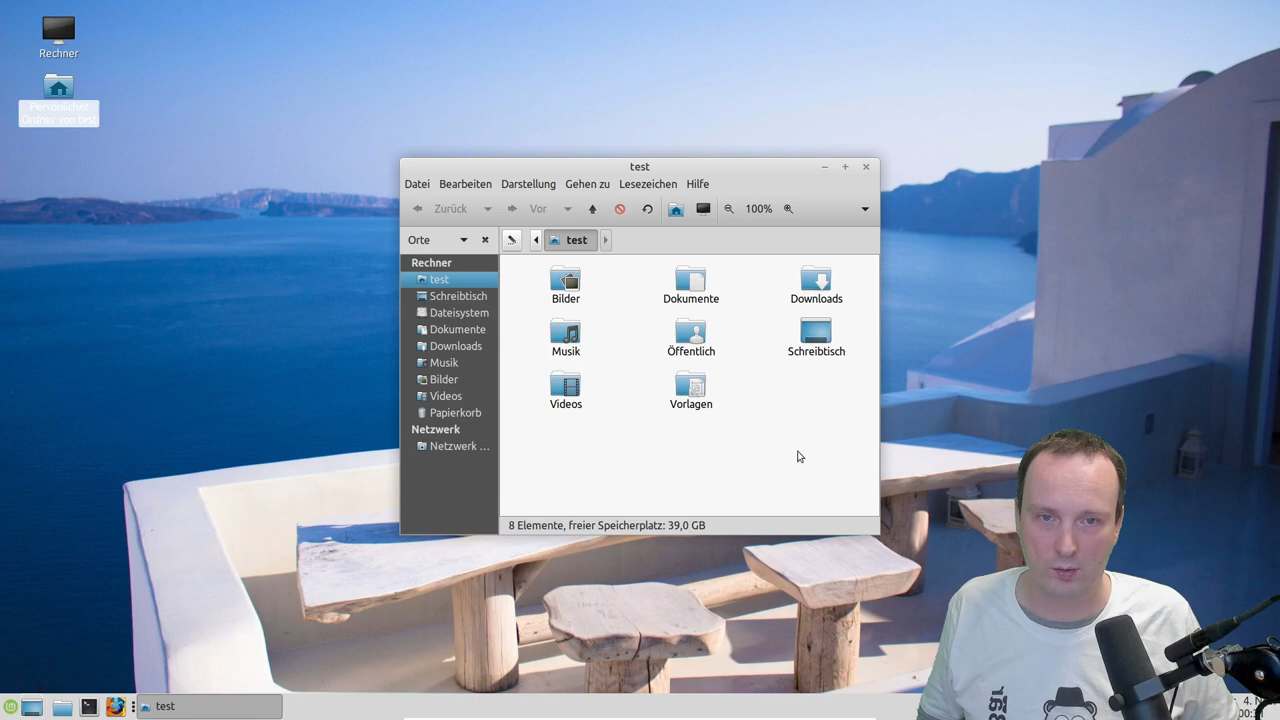 Rechner
Persönlicher
Ordner von test
test
Datei Bearbeiten Darstellung Gehen zu Lesezeichen Hilfe
Zurück Vor 100%
Orte test
Rechner
test
Schreibtisch
Dateisystem
Dokumente
Downloads
Musik
Bilder
Videos
Papierkorb
Netzwerk
Netzwerk ...
Bilder Dokumente Downloads
Musik Öffentlich Schreibtisch
Videos Vorlagen
8 Elemente, freier Speicherplatz: 39,0 GB
test
4.